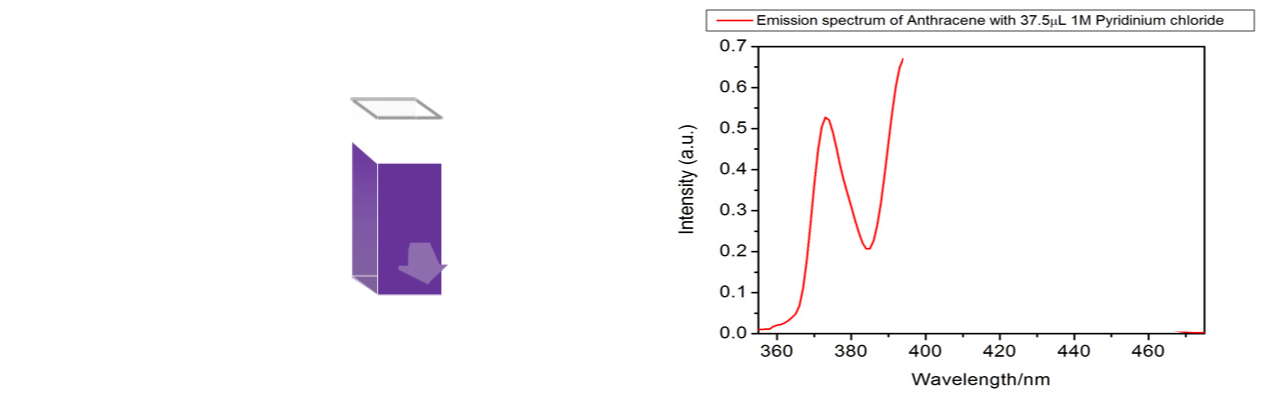 Emission spectrum of Anthracene with 37.5μL 1M Pyridinium chloride
0.7
0.6
0.5
0.4
0.3
0.2
0.1
0.0
Intensity (a.u.)
360 380 400 420 440 460
Wavelength/nm